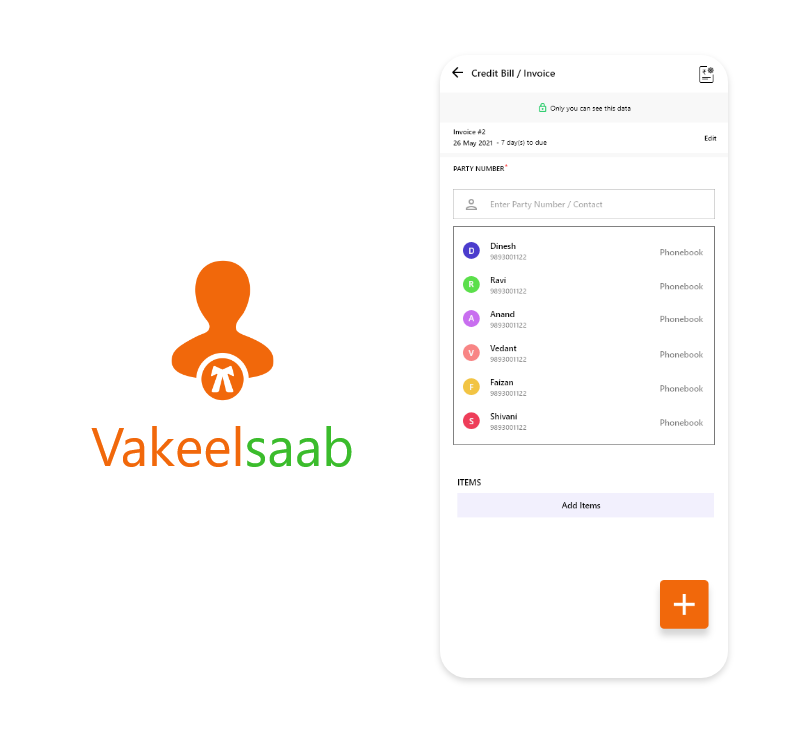 Vakeelsaab
Credit Bill / Invoice
Only you can see this data
Invoice #2
26 May 2021 - 7 day(s) to due
Edit
PARTY NUMBER*
Enter Party Number / Contact
D Dinesh
9893001122
Phonebook
R Ravi
9893001122
Phonebook
A Anand
9893001122
Phonebook
V Vedant
9893001122
Phonebook
F Faizan
9893001122
Phonebook
S Shivani
9893001122
Phonebook
ITEMS
Add Items